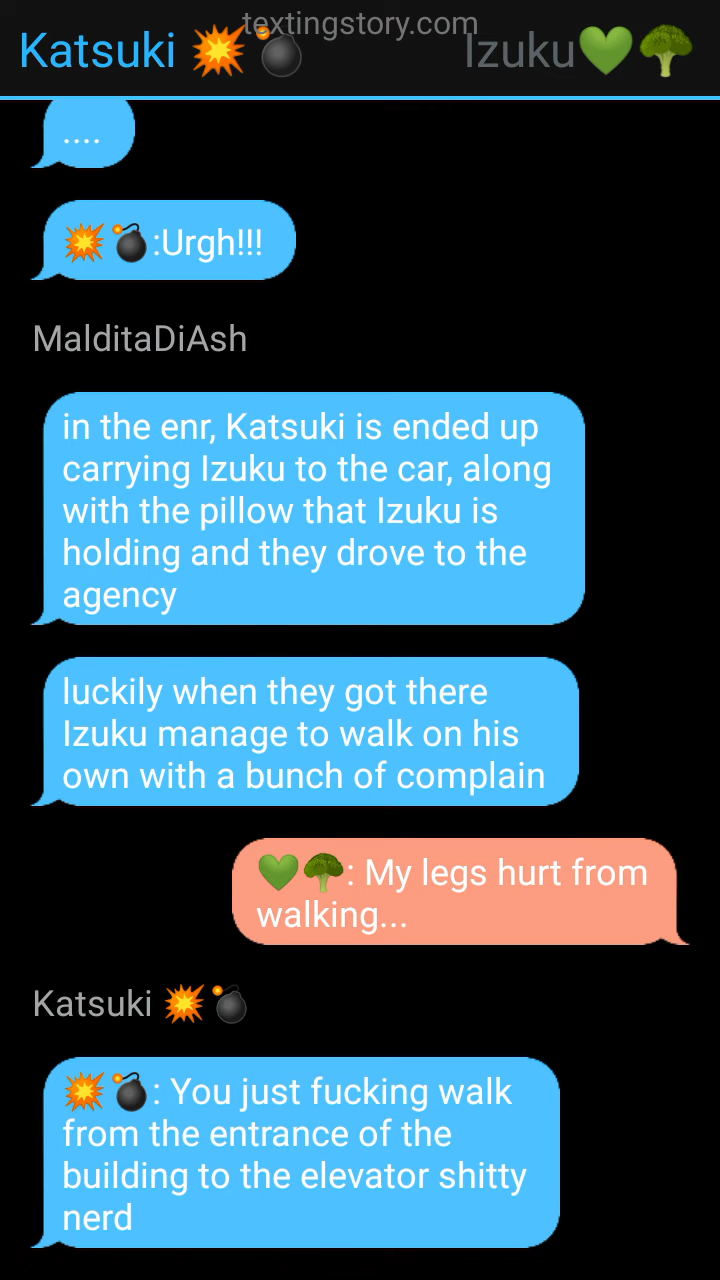 textingstory.com
Katsuki 💥💣 Izuku💚🥦
....
💥💣:Urgh!!!
MalditaDiAsh
in the enr, Katsuki is ended up
carrying Izuku to the car, along
with the pillow that Izuku is
holding and they drove to the
agency
luckily when they got there
Izuku manage to walk on his
own with a bunch of complain
💚🥦: My legs hurt from
walking...
Katsuki 💥💣
💥💣: You just fucking walk
from the entrance of the
building to the elevator shitty
nerd